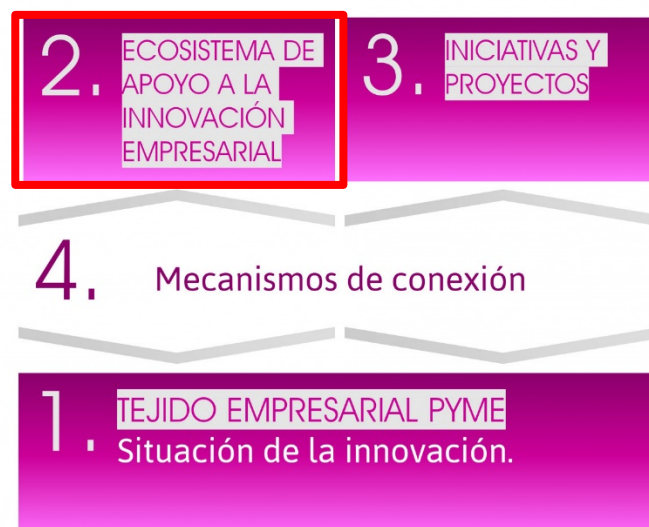 2.
ECOSISTEMA DE
APOYO A LA
INNOVACIÓN
EMPRESARIAL
3.
INICIATIVAS Y
PROYECTOS
4.
Mecanismos de conexión
1.
TEJIDO EMPRESARIAL PYME
Situación de la innovación.